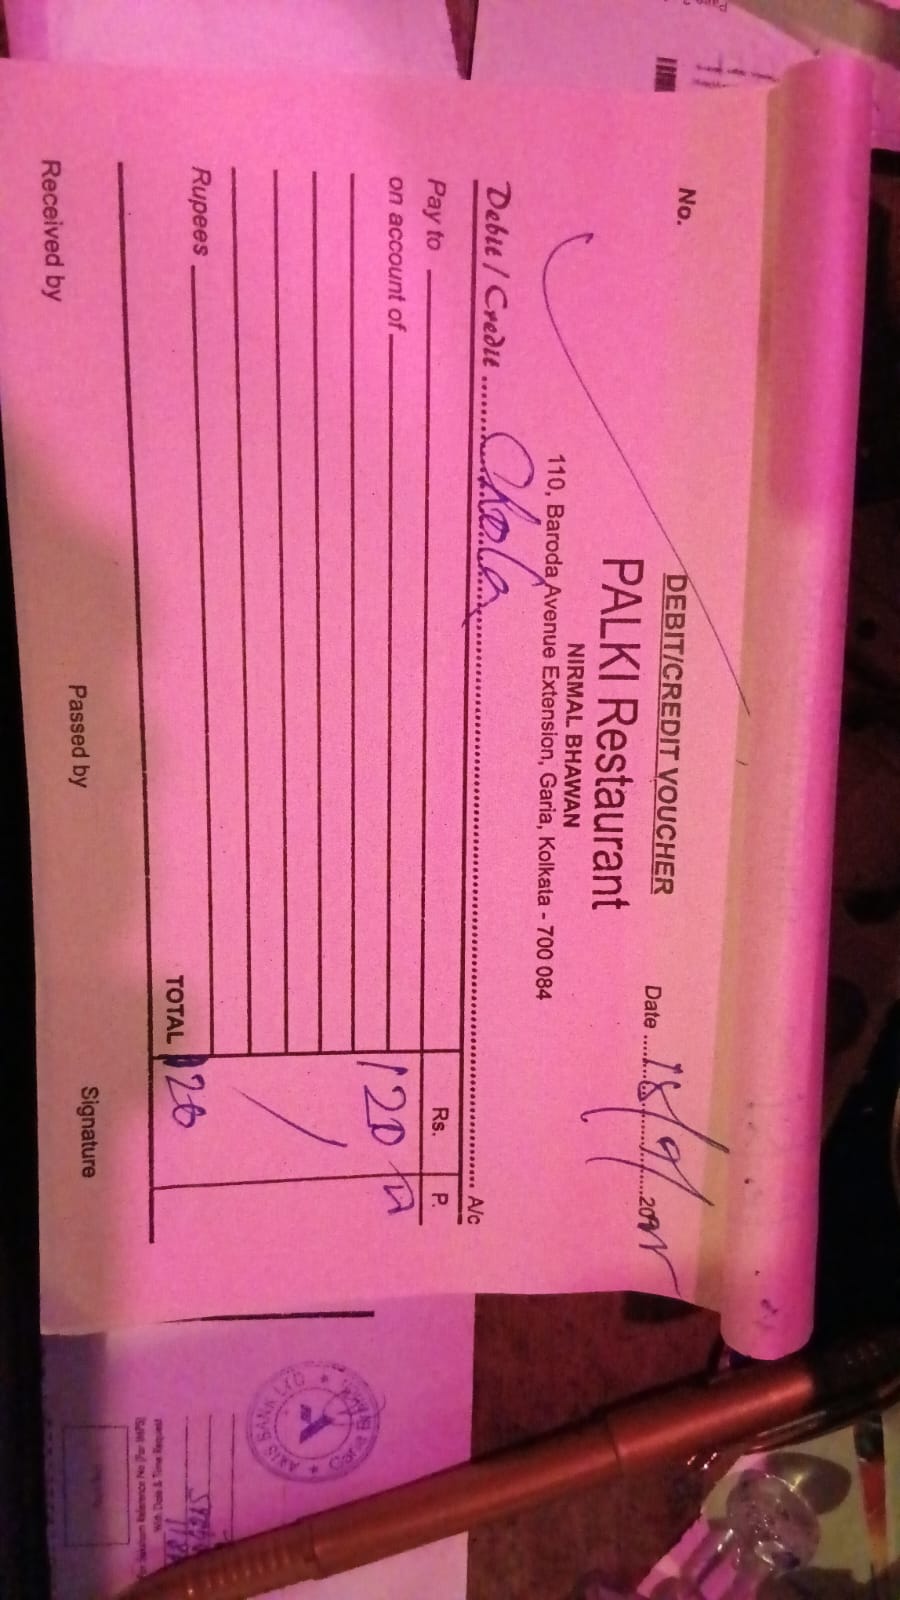 No.
DEBIT/CREDIT VOUCHER
Date ............ 18/9/20
PALKI Restaurant
NIRMAL BHAWAN
110, Baroda Avenue Extension, Garia, Kolkata - 700 084
Debit / Credit ........ Chola ........ A/c
Pay to
Rs. P.
on account of
120
Rupees
TOTAL 120
Received by Passed by Signature
AXIS BANK LTD